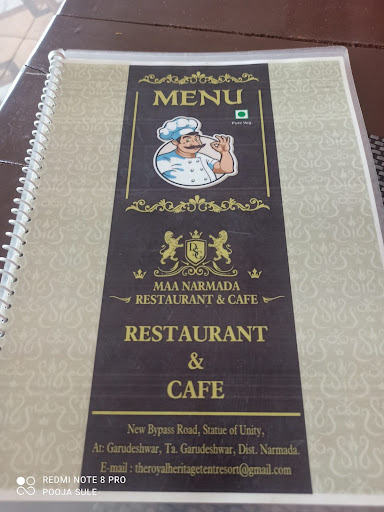 MENU
Pure Veg.
MAA NARMADA
RESTAURANT & CAFE
RESTAURANT
&
CAFE
New Bypass Road, Statue of Unity,
At: Garudeshwar, Ta. Garudeshwar, Dist. Narmada.
E-mail : theroyalheritagetentresort@gmail.com
REDMI NOTE 8 PRO
POOJA SULE